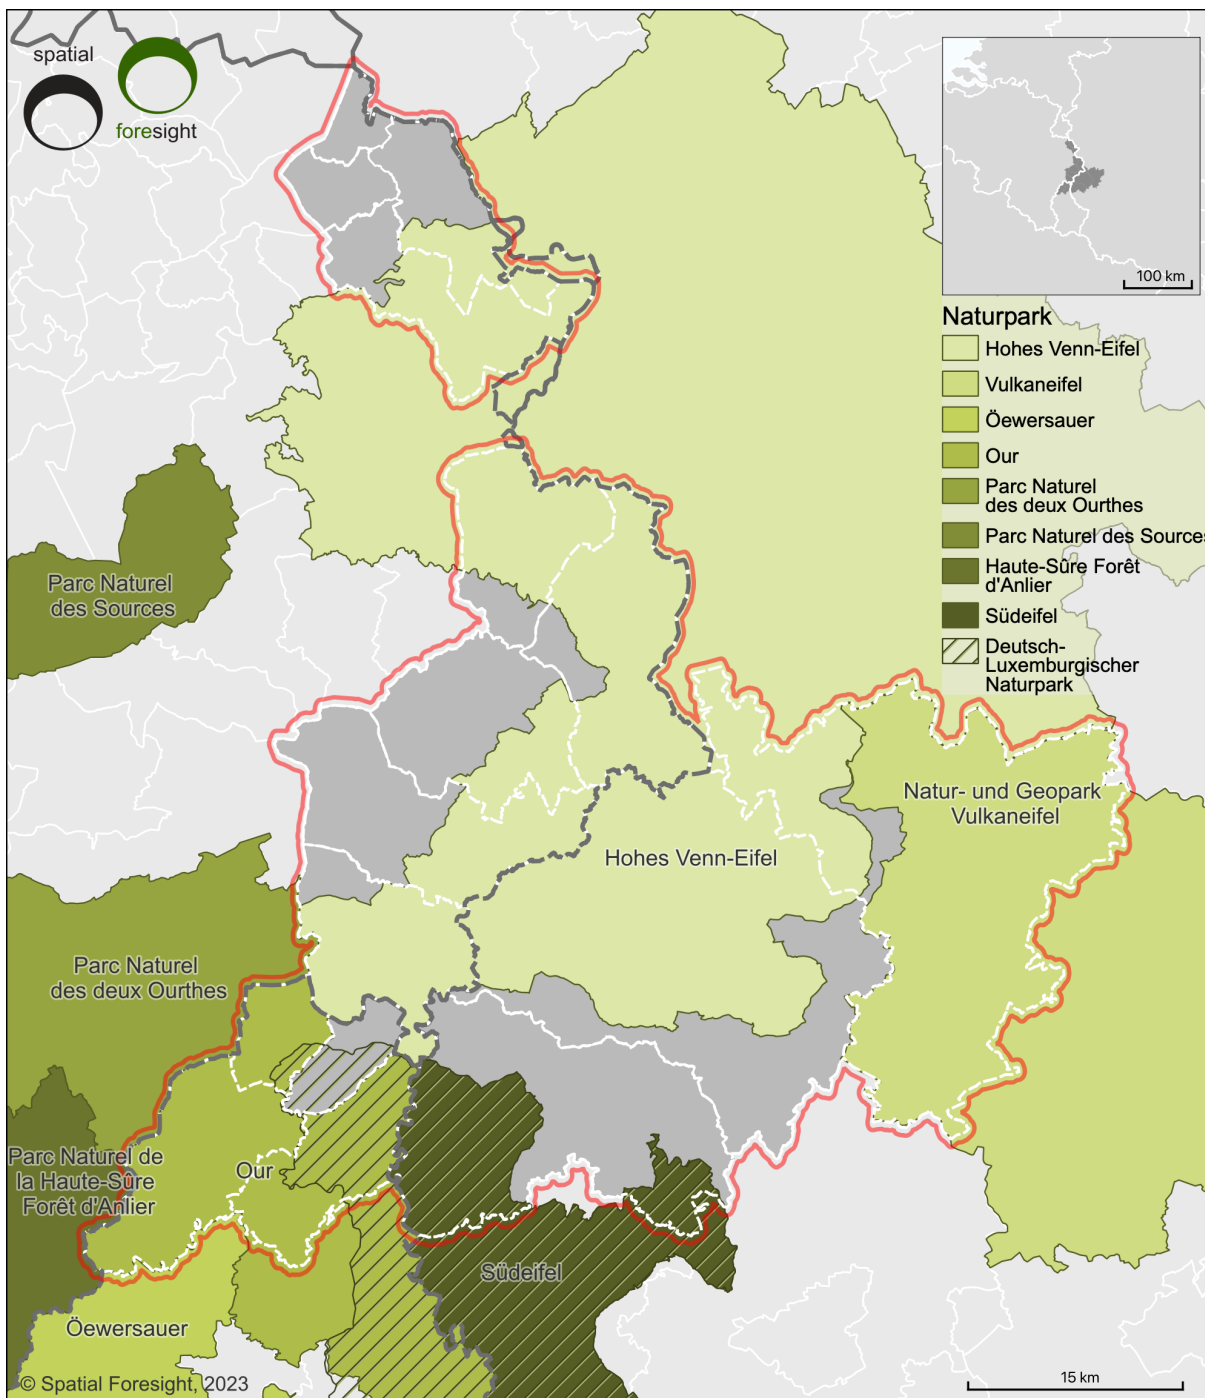 spatial
foresight
100 km
Naturpark
Hohes Venn-Eifel
Vulkaneifel
Öewersauer
Our
Parc Naturel
des deux Ourthes
Parc Naturel des Sources
Haute-Sûre Forêt
d'Anlier
Südeifel
Deutsch-
Luxemburgischer
Naturpark
Parc Naturel
des Sources
Natur- und Geopark
Vulkaneifel
Hohes Venn-Eifel
Parc Naturel
des deux Ourthes
Parc Naturel de
la Haute-Sûre
Forêt d'Anlier
Our
Südeifel
Öewersauer
© Spatial Foresight, 2023
15 km